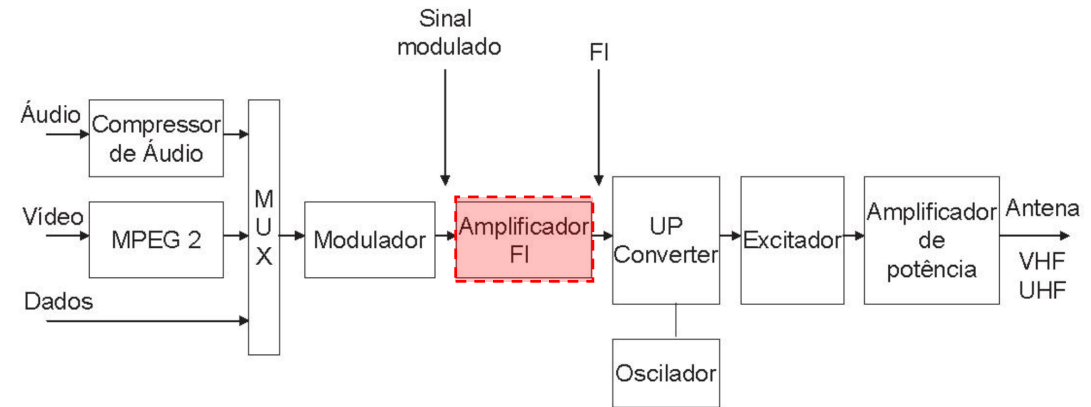 Sinal
modulado
FI
Áudio
Compressor
de Áudio
Vídeo
MPEG 2
Dados
M
U
X
Modulador
Amplificador
FI
UP
Converter
Oscilador
Excitador
Amplificador
de
potência
Antena
VHF
UHF